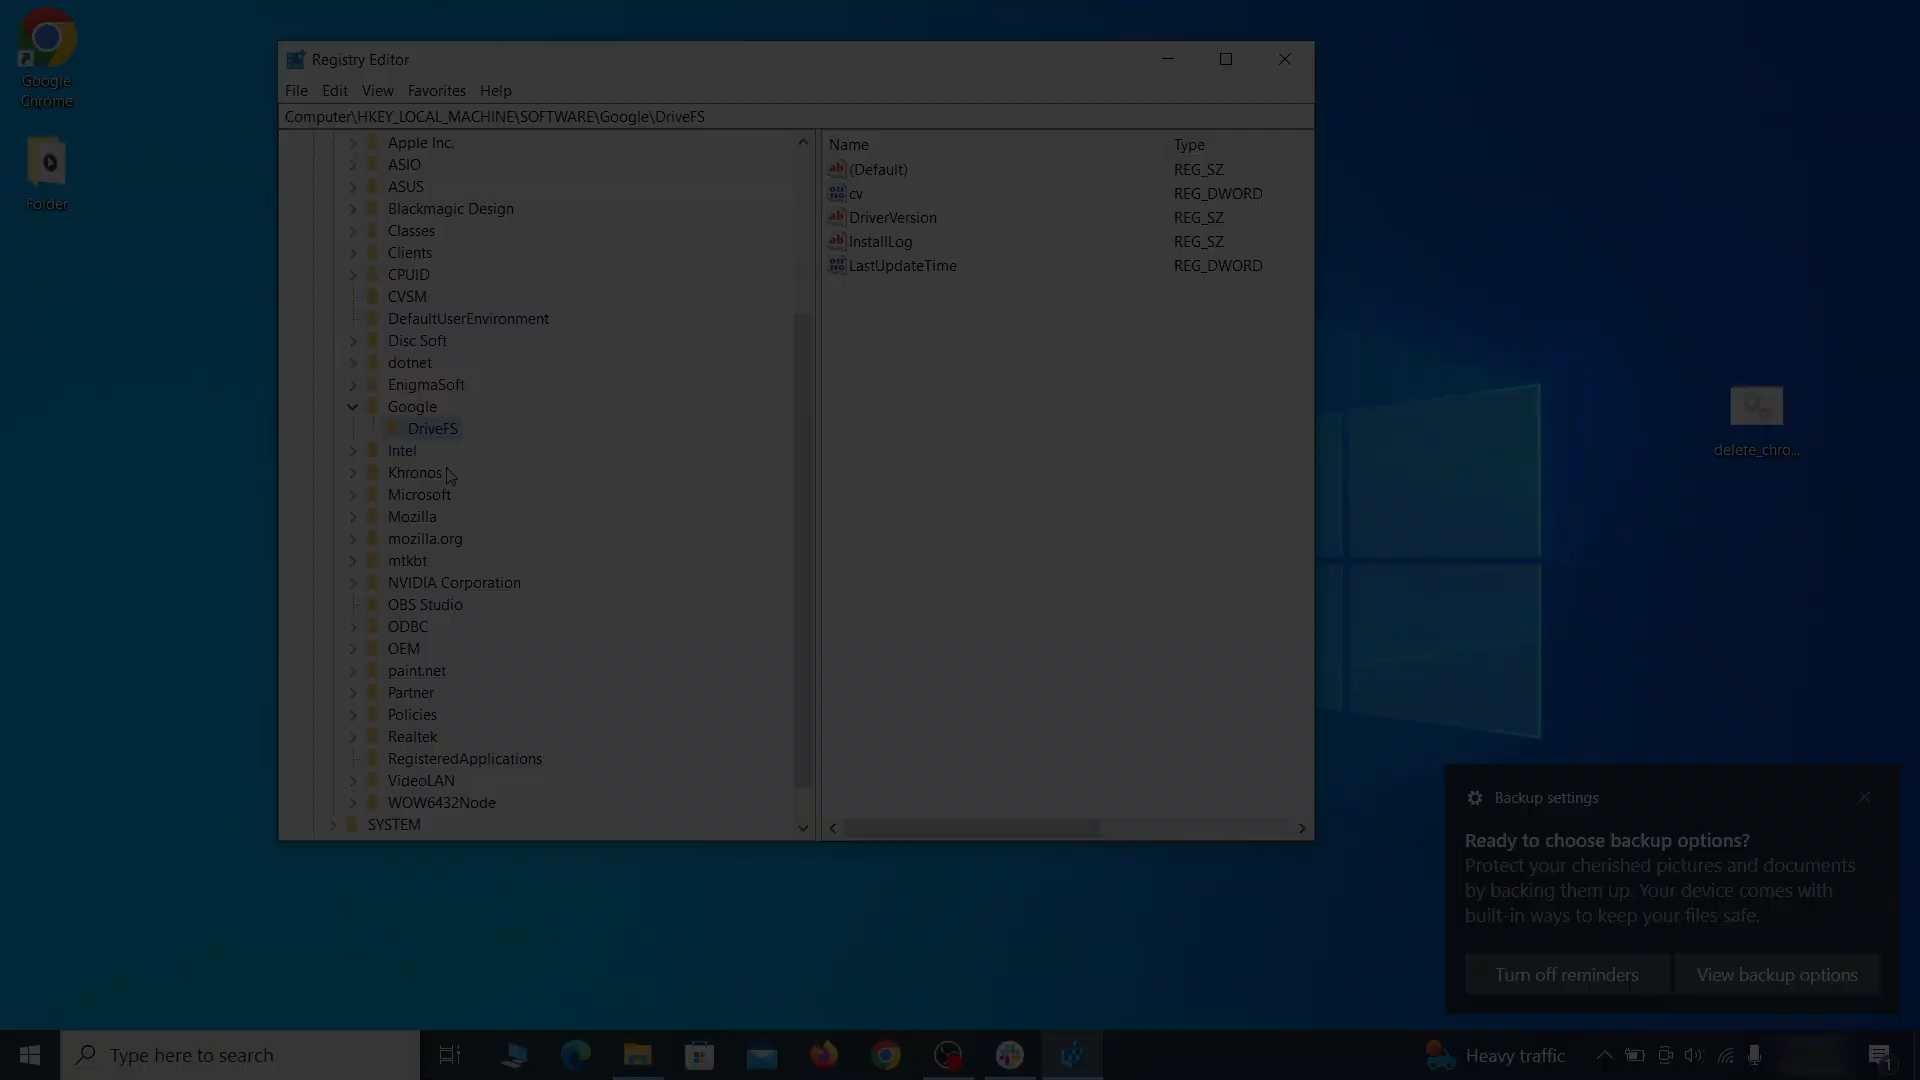 Google
Chrome
Folder
Registry Editor
File Edit View Favorites Help
Computer\HKEY_LOCAL_MACHINE\SOFTWARE\Google\DriveFS
Apple Inc.
ASIO
ASUS
Blackmagic Design
Classes
Clients
CPUID
CVSM
DefaultUserEnvironment
Disc Soft
dotnet
EnigmaSoft
Google
DriveFS
Intel
Khronos
Microsoft
Mozilla
mozilla.org
mtkbt
NVIDIA Corporation
OBS Studio
ODBC
OEM
paint.net
Partner
Policies
Realtek
RegisteredApplications
VideoLAN
WOW6432Node
SYSTEM
Name Type
(Default) REG_SZ
cv REG_DWORD
DriverVersion REG_SZ
InstallLog REG_SZ
LastUpdateTime REG_DWORD
delete_chro...
Backup settings
Ready to choose backup options?
Protect your cherished pictures and documents
by backing them up. Your device comes with
built-in ways to keep your files safe.
Turn off reminders View backup options
Type here to search
Heavy traffic
1